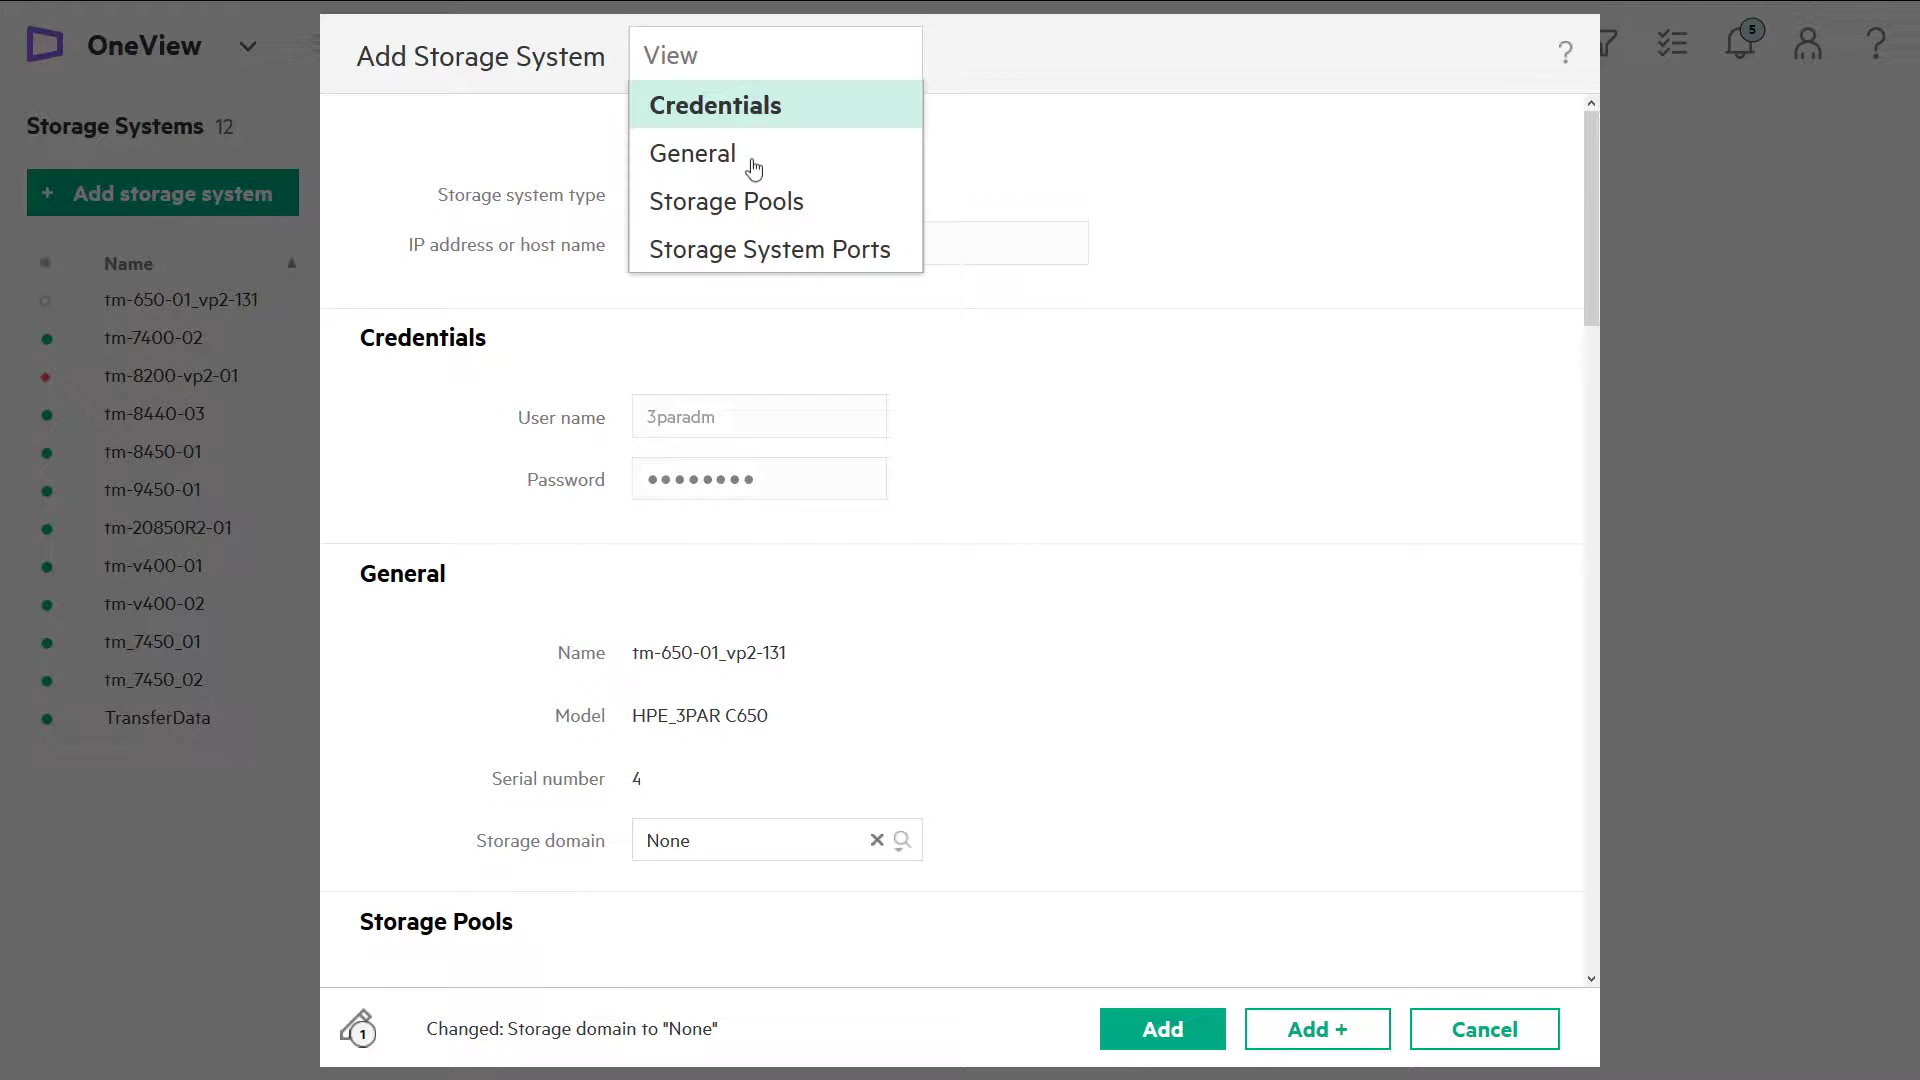 OneView
Storage Systems 12
+ Add storage system
Name
tm-650-01_vp2-131
tm-7400-02
tm-8200-vp2-01
tm-8440-03
tm-8450-01
tm-9450-01
tm-20850R2-01
tm-v400-01
tm-v400-02
tm_7450_01
tm_7450_02
TransferData
Add Storage System
View
Credentials
General
Storage Pools
Storage System Ports
?
5
?
Storage system type
IP address or host name
Credentials
User name 3paradm
Password ●●●●●●●●
General
Name tm-650-01_vp2-131
Model HPE_3PAR C650
Serial number 4
Storage domain None
Storage Pools
1
Changed: Storage domain to "None"
Add
Add +
Cancel